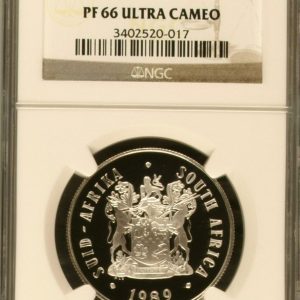 PF 66 ULTRA CAMEO
3402520-017
NGC
SUID - AFRIKA · SOUTH AFRICA
1989